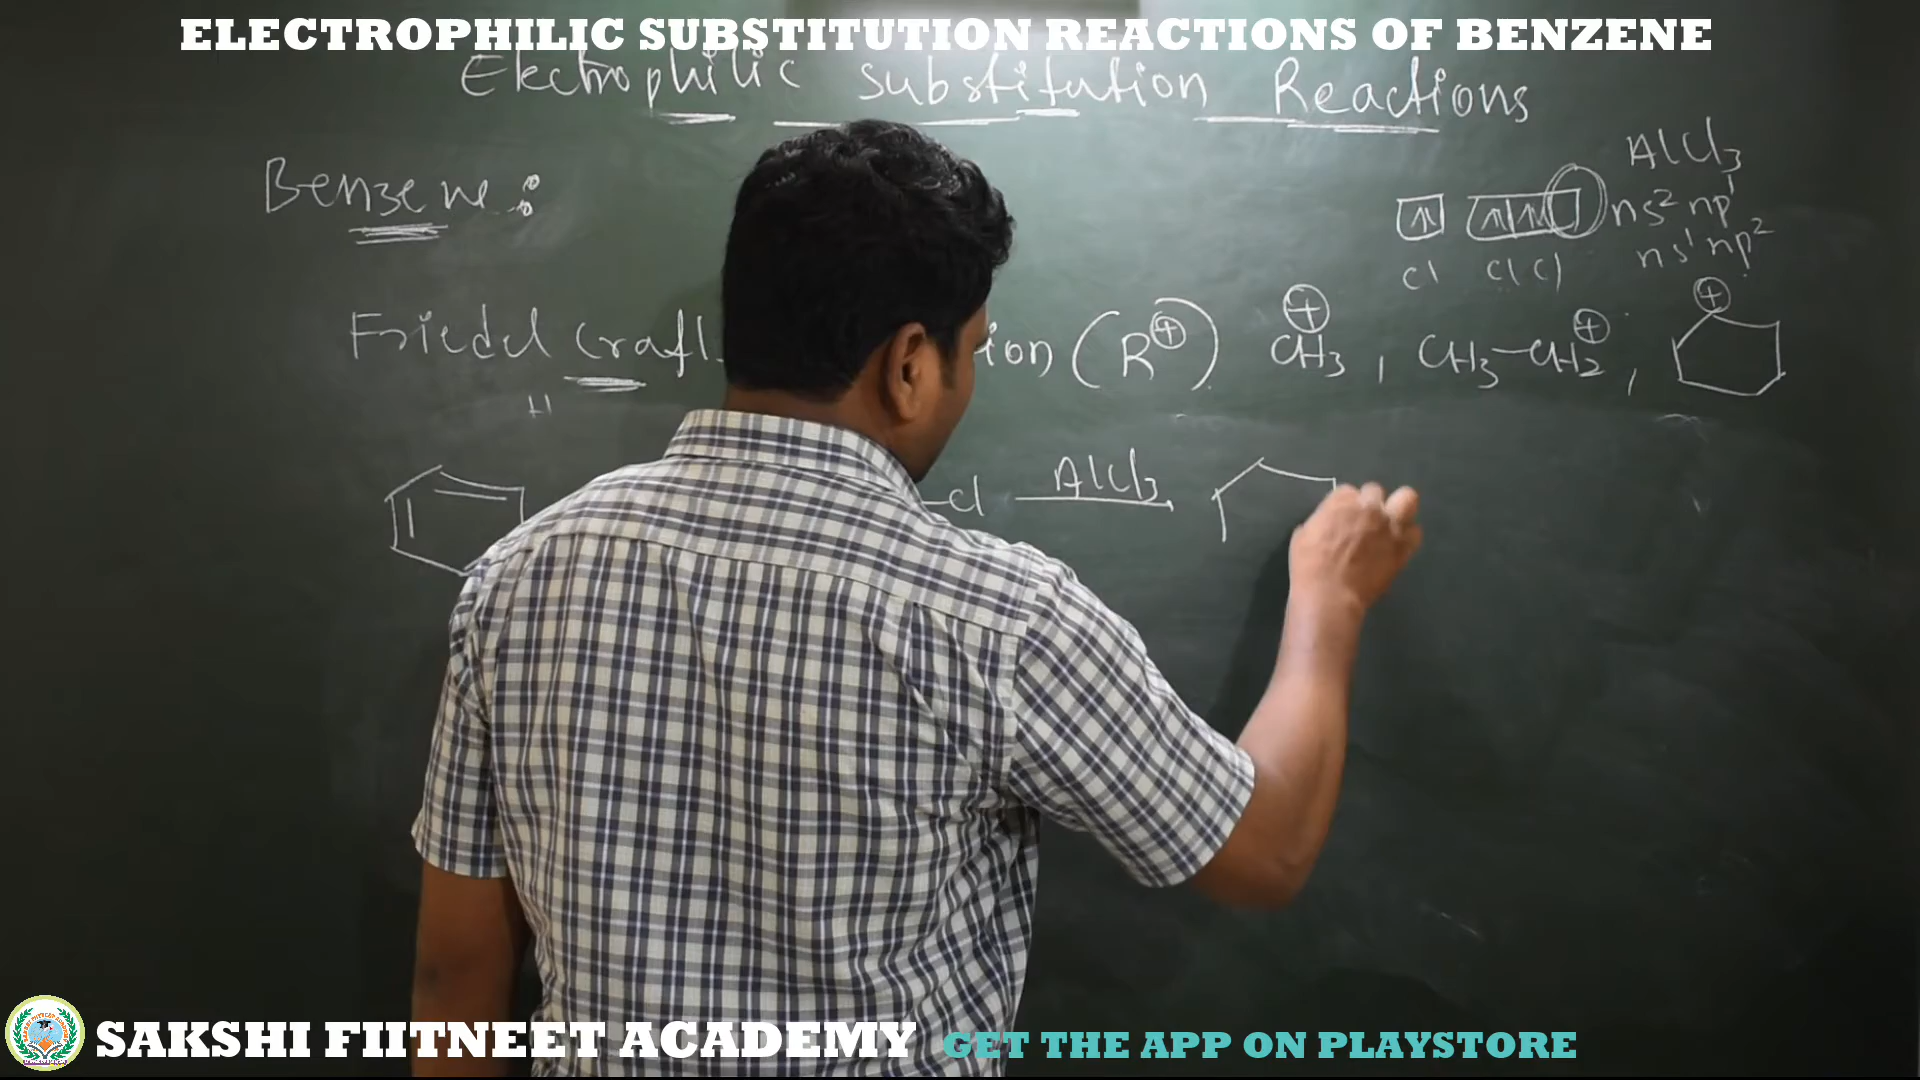 ELECTROPHILIC SUBSTITUTION REACTIONS OF BENZENE
Electrophilic Substitution Reactions
Benzene :
AlCl3
ns2 np1
ns1 np2
Cl Cl Cl
Friedel Craft ion (R+) CH3+ , CH3-CH2+ , +
H
-Cl AlCl3
SAKSHI FIITNEET ACADEMY GET THE APP ON PLAYSTORE